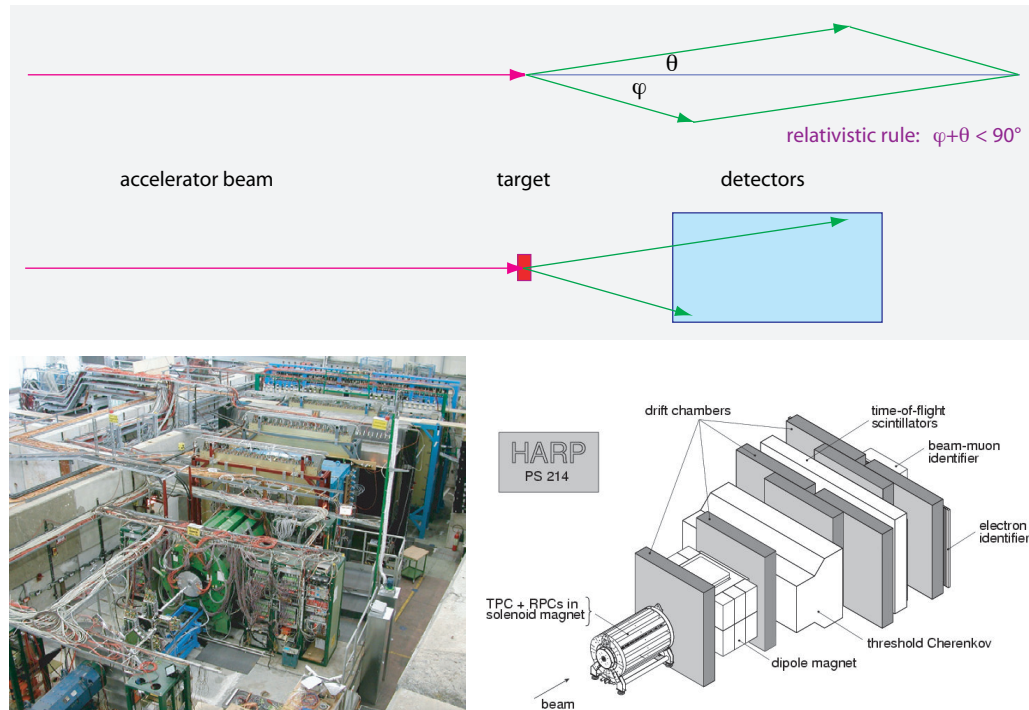 θ
φ
relativistic rule: φ+θ < 90°
accelerator beam
target
detectors
drift chambers
time-of-flight
scintillators
beam-muon
identifier
HARP
PS 214
electron
identifier
TPC + RPCs in
solenoid magnet
threshold Cherenkov
dipole magnet
beam